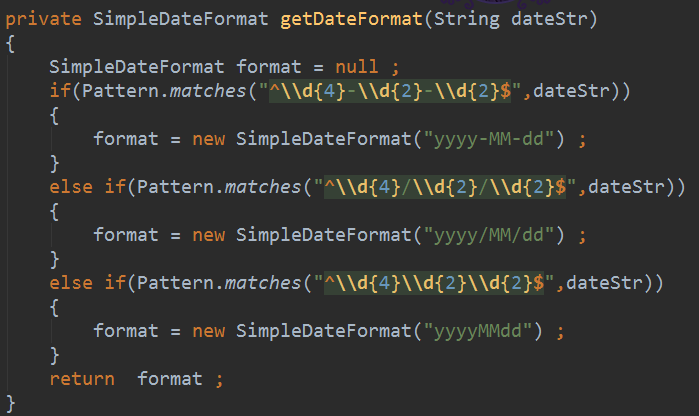 private SimpleDateFormat getDateFormat(String dateStr)
{
    SimpleDateFormat format = null ;
    if(Pattern.matches("^\\d{4}-\\d{2}-\\d{2}$",dateStr))
    {
        format = new SimpleDateFormat("yyyy-MM-dd") ;
    }
    else if(Pattern.matches("^\\d{4}/\\d{2}/\\d{2}$",dateStr))
    {
        format = new SimpleDateFormat("yyyy/MM/dd") ;
    }
    else if(Pattern.matches("^\\d{4}\\d{2}\\d{2}$",dateStr))
    {
        format = new SimpleDateFormat("yyyyMMdd") ;
    }
    return  format ;
}